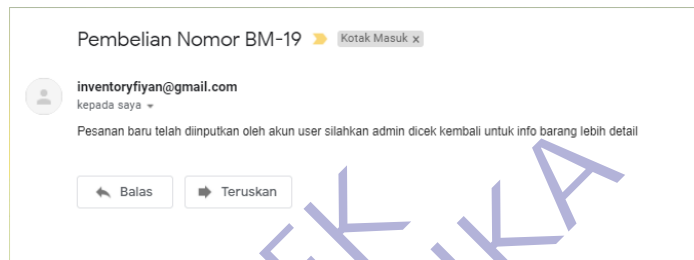 Pembelian Nomor BM-19 Kotak Masuk x
inventoryfiyan@gmail.com
kepada saya
Pesanan baru telah diinputkan oleh akun user silahkan admin dicek kembali untuk info barang lebih detail
Balas Teruskan